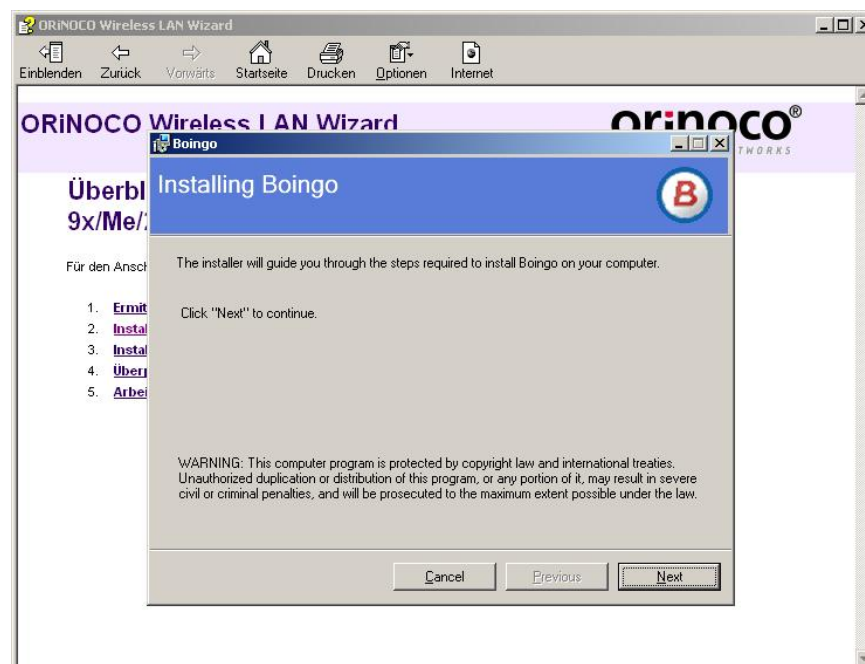 ORiNOCO Wireless LAN Wizard
Einblenden Zurück Vorwärts Startseite Drucken Optionen Internet
ORiNOCO Wireless LAN Wizard
orinoco®
TWORKS
Boingo
Installing Boingo
B
Überbl
9x/Me/
Für den Ansch
The installer will guide you through the steps required to install Boingo on your computer.
1. Ermit
Click "Next" to continue.
2. Instal
3. Instal
4. Überp
5. Arbei
WARNING: This computer program is protected by copyright law and international treaties.
Unauthorized duplication or distribution of this program, or any portion of it, may result in severe
civil or criminal penalties, and will be prosecuted to the maximum extent possible under the law.
Cancel Previous Next